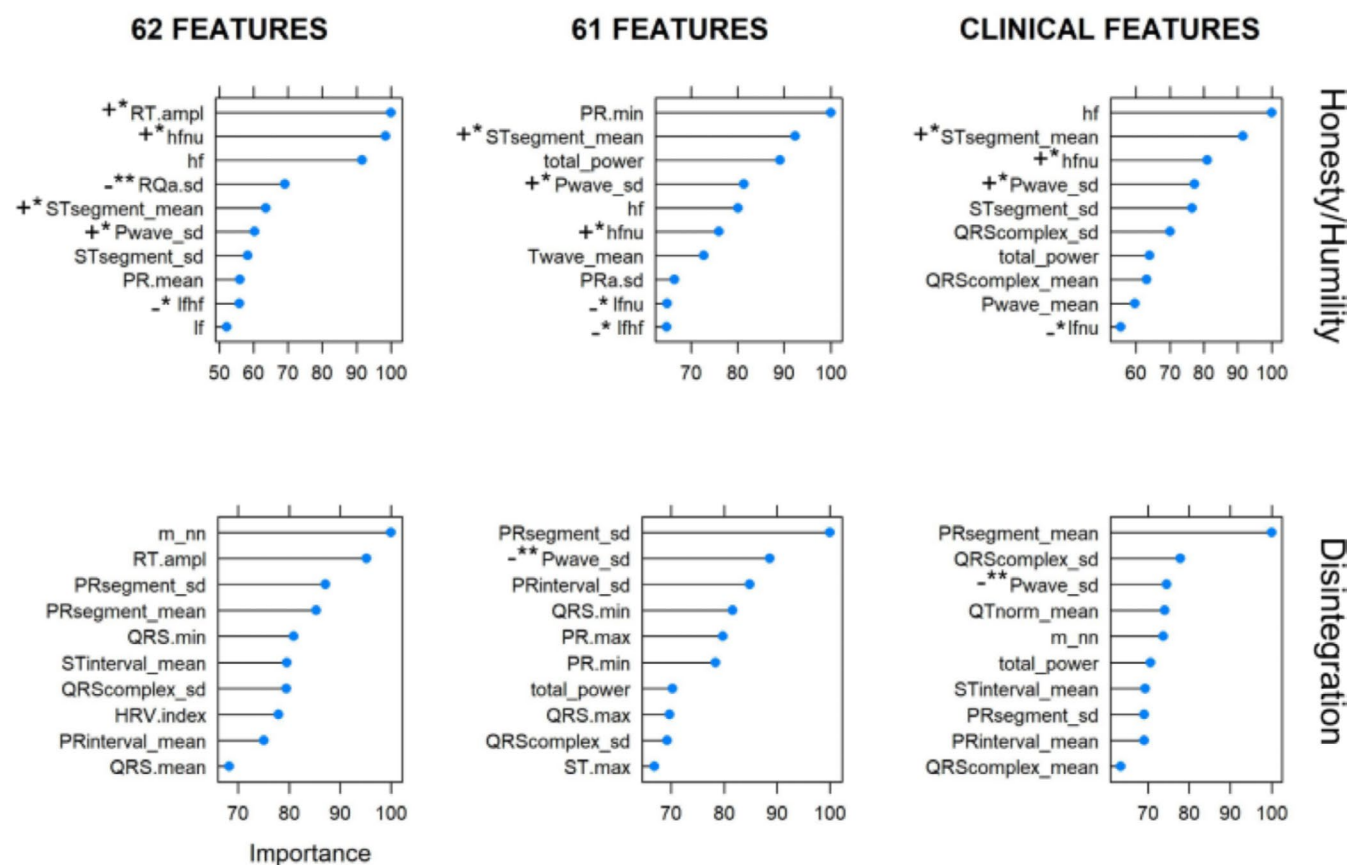 62 FEATURES
61 FEATURES
CLINICAL FEATURES
+*RT.ampl
+*hfnu
hf
-**RQa.sd
+*STsegment_mean
+*Pwave_sd
STsegment_sd
PR.mean
-*lfhf
lf
50 60 70 80 90 100
PR.min
+*STsegment_mean
total_power
+*Pwave_sd
hf
+*hfnu
Twave_mean
PRa.sd
-*lfnu
-*lfhf
70 80 90 100
hf
+*STsegment_mean
+*hfnu
+*Pwave_sd
STsegment_sd
QRScomplex_sd
total_power
QRScomplex_mean
Pwave_mean
-*lfnu
60 70 80 90 100
Honesty/Humility
m_nn
RT.ampl
PRsegment_sd
PRsegment_mean
QRS.min
STinterval_mean
QRScomplex_sd
HRV.index
PRinterval_mean
QRS.mean
70 80 90 100
Importance
PRsegment_sd
-**Pwave_sd
PRinterval_sd
QRS.min
PR.max
PR.min
total_power
QRS.max
QRScomplex_sd
ST.max
70 80 90 100
PRsegment_mean
QRScomplex_sd
-**Pwave_sd
QTnorm_mean
m_nn
total_power
STinterval_mean
PRsegment_sd
PRinterval_mean
QRScomplex_mean
70 80 90 100
Disintegration